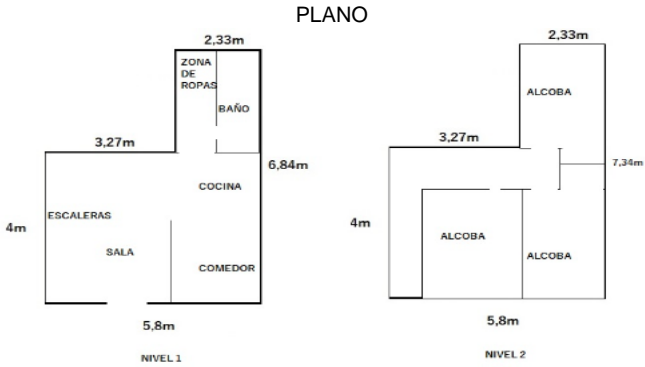 PLANO
2,33m
ZONA
DE
ROPAS
BAÑO
3,27m
6,84m
COCINA
ESCALERAS
4m
SALA
COMEDOR
5,8m
NIVEL 1
2,33m
ALCOBA
3,27m
7,34m
4m
ALCOBA
ALCOBA
5,8m
NIVEL 2